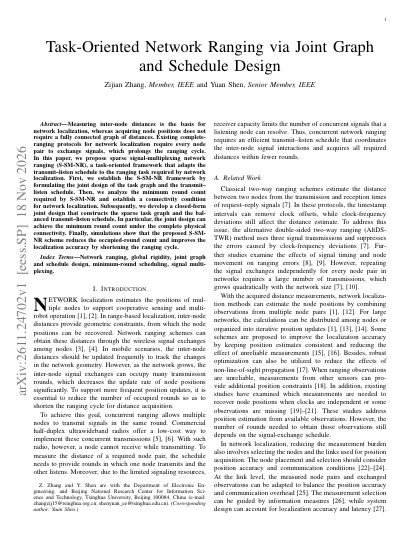 1
Task-Oriented Network Ranging via Joint Graph
and Schedule Design
Zijian Zhang, Member, IEEE and Yuan Shen, Senior Member, IEEE.
arXiv:2611.24702v1 [eess.SP] 18 Nov 2026
Abstract—Measuring inter-node distances is the basis for
network localization, whereas acquiring node positions does not
require a fully connected graph of distances. Existing complete-
ranging protocols for network localization require every node
pair to exchange signals, which prolongs the ranging cycle.
In this paper, we propose sparse signal-multiplexing network
ranging (S-SM-NR), a task-oriented framework that adapts the
transmit-listen schedule to the ranging task required by network
localization. First, we establish the S-SM-NR framework by
formulating the joint design of the task graph and the transmit-
listen schedule. Then, we analyze the minimum round count
required by S-SM-NR and establish a connectivity condition
for network localization. Subsequently, we develop a closed-form
joint design that constructs the sparse task graph and the
transmit-listen schedule. In particular, the joint design can
achieve the minimum round count under the complete physical
connectivity. Finally, simulations show that the proposed S-SM-
NR scheme reduces the occupied-round count and improves the
localization accuracy by shortening the ranging cycle.
Index Terms—Network ranging, global rigidity, joint graph
and schedule design, minimum-round scheduling, signal multi-
plexing.
I. INTRODUCTION
NETWORK localization estimates the positions of mul-
tiple nodes to support cooperative sensing and multi-
robot operation [1], [2]. In range-based localization, inter-node
distances provide geometric constraints, from which the node
positions can be recovered. Network ranging schemes can
obtain these distances through the wireless signal exchanges
among nodes [3], [4]. In mobile scenarios, the inter-node
distances should be updated frequently to track the changes
in the network geometry. However, as the network grows, the
inter-node signal exchanges can occupy many transmission
rounds, which decreases the update rate of node positions
significantly. To support more frequent position updates, it is
essential to reduce the number of occupied rounds so as to
shorten the ranging cycle for distance acquisition.
To achieve this goal, concurrent ranging allows multiple
nodes to transmit signals in the same round. Commercial
half-duplex ultrawideband radios offer a low-cost way to
implement these concurrent transmissions [5], [6]. With such
radio, however, a node cannot receive while transmitting. To
measure the distance of a required node pair, the schedule
needs to provide rounds in which one node transmits and the
other listens. Moreover, due to the limited signaling resources,
Z. Zhang and Y. Shen are with the Department of Electronic En-
gineering, and Beijing National Research Center for Information Sci-
ence and Technology, Tsinghua University, Beijing 100084, China (e-mail:
author: Yuan Shen.)
receiver capacity limits the number of concurrent signals that a
listening node can resolve. Thus, concurrent network ranging
requires an efficient transmit–listen schedule that coordinates
the inter-node signal interactions and acquires all required
distances within fewer rounds.
A. Related Work
Classical two-way ranging schemes estimate the distance
between two nodes from the transmission and reception times
of request–reply signals [7]. In these protocols, the timestamp
intervals can remove clock offsets, while clock-frequency
deviations still affect the distance estimate. To address this
issue, the alternative double-sided two-way ranging (AltDS-
TWR) method uses three signal transmissions and suppresses
the errors caused by clock-frequency deviations [7]. Fur-
ther studies examine the effects of signal timing and node
movement on ranging errors [8], [9]. However, repeating
the signal exchanges independently for every node pair in
networks requires a large number of transmissions, which
grows quadratically with the network size [7], [10].
With the acquired distance measurements, network localiza-
tion methods can estimate the node positions by combining
observations from multiple node pairs [1], [12]. For large
networks, the calculations can be distributed among nodes or
organized into iterative position updates [1], [13], [14]. Some
schemes are proposed to improve the localization accuracy
by keeping position estimates consistent and reducing the
effect of unreliable measurements [15], [16]. Besides, robust
optimization can be utilized to reduce the effects of
non-line-of-sight propagation [17]. When ranging observations
are unreliable, measurements from other sensors can pro-
vide additional position constraints [18]. In addition, existing
studies have examined which measurements are needed to
recover node positions when clocks are independent or some
observations are missing [19]–[21]. These studies address
position estimation from available observations. However, the
number of rounds needed to obtain those observations still
depends on the signal-exchange schedule.
In network localization, reducing the measurement burden
also involves selecting the nodes and the links used for position
acquisition. The node placement and selection should consider
position accuracy and communication conditions [22]–[24].
At the link level, the measured node pairs and exchanged
observations can be adapted to balance the position accuracy
and communication overhead [25]. The measurement selection
can be guided by information measures [26], while system
design can account for localization accuracy and latency [27].